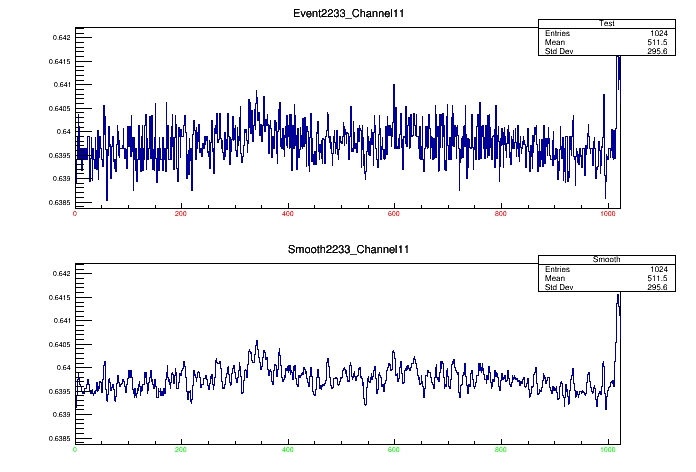 Event2233_Channel11
Test
Entries 1024
Mean 511.5
Std Dev 295.6
0.642
0.6415
0.641
0.6405
0.64
0.6395
0.639
0.6385
0 200 400 600 800 1000
Smooth2233_Channel11
Smooth
Entries 1024
Mean 511.5
Std Dev 295.6
0.642
0.6415
0.641
0.6405
0.64
0.6395
0.639
0.6385
0 200 400 600 800 1000